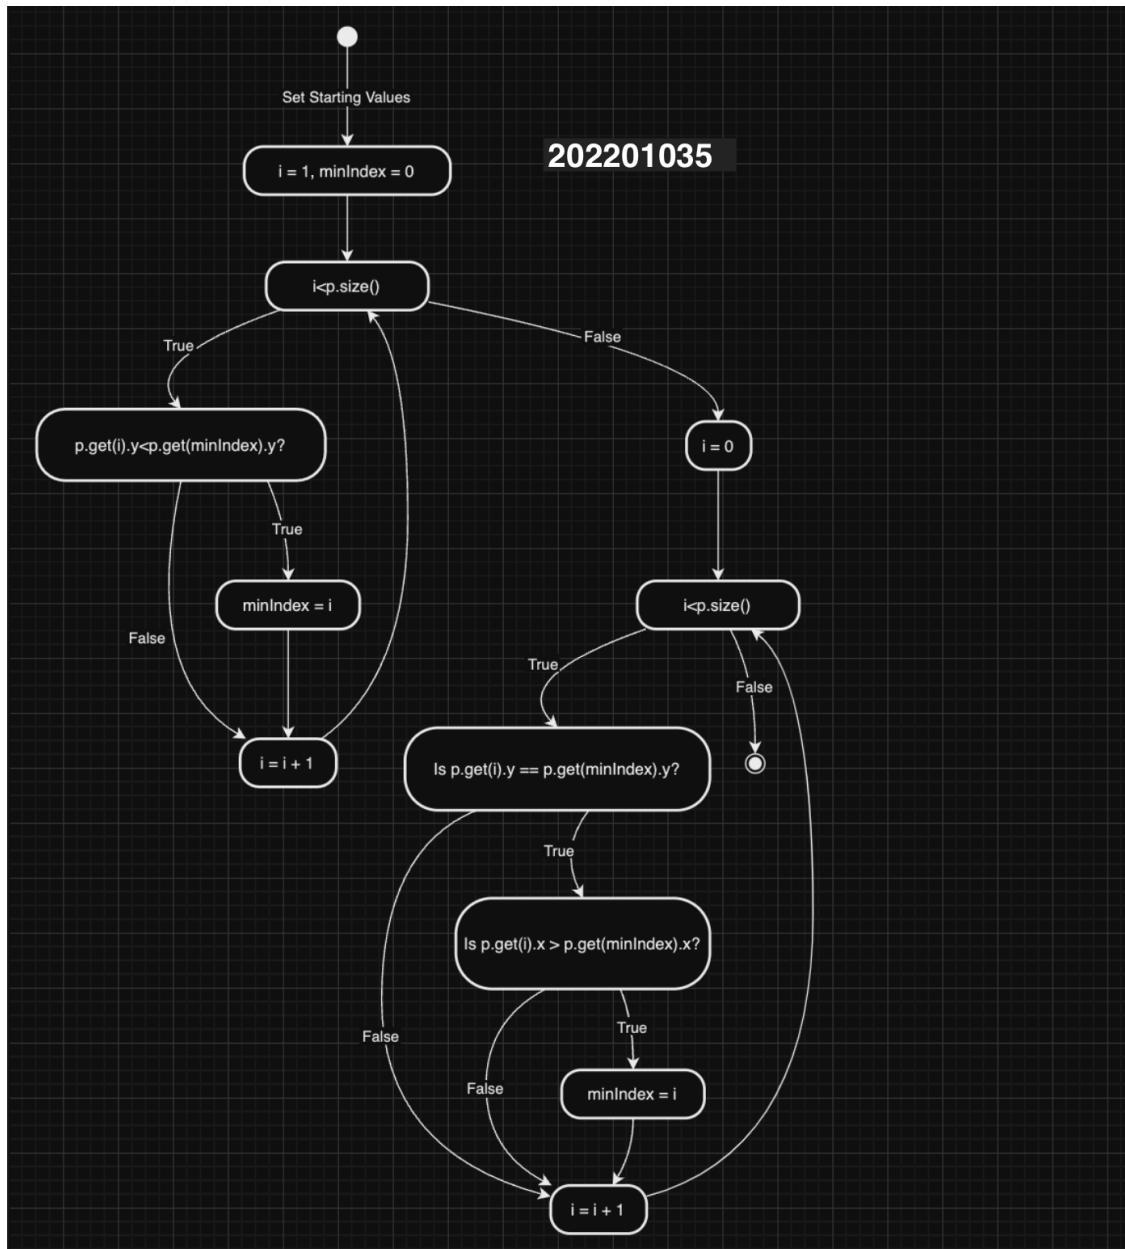 Set Starting Values
202201035
i = 1, minIndex = 0
i<p.size()
False
True
p.get(i).y<p.get(minIndex).y?
i = 0
True
minIndex = i
i<p.size()
False
True
False
i = i + 1
Is p.get(i).y == p.get(minIndex).y?
True
Is p.get(i).x > p.get(minIndex).x?
True
False
False
minIndex = i
i = i + 1